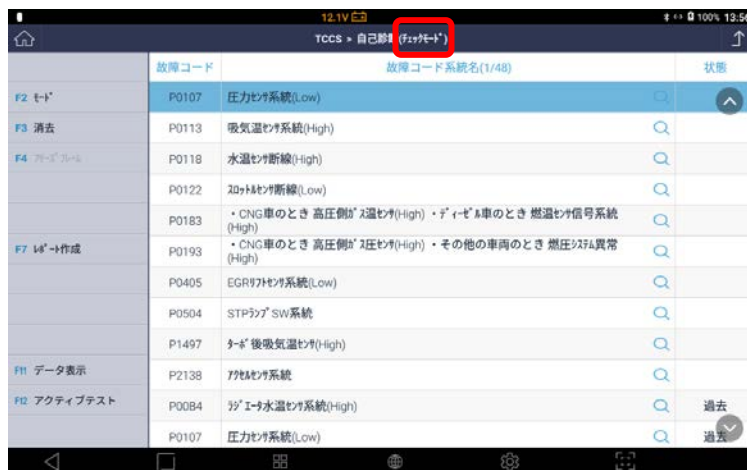 12.1V
100% 13:56
TCCS > 自己診断(ﾁｪｯｸﾓｰﾄﾞ)
故障コード 故障コード系統名(1/48) 状態
F2 ﾓｰﾄﾞ
F3 消去
F4 ﾌﾘｰｽﾞﾌﾚｰﾑ
F7 ﾚﾎﾟｰﾄ作成
F11 データ表示
F12 アクティブテスト
P0107 圧力ｾﾝｻ系統(Low)
P0113 吸気温ｾﾝｻ系統(High)
P0118 水温ｾﾝｻ断線(High)
P0122 ｽﾛｯﾄﾙｾﾝｻ断線(Low)
P0183 ・CNG車のとき 高圧側ｶﾞｽ温ｾﾝｻ(High) ・ﾃﾞｨｰｾﾞﾙ車のとき 燃温ｾﾝｻ信号系統
(High)
P0193 ・CNG車のとき 高圧側ｶﾞｽ圧ｾﾝｻ(High) ・その他の車両のとき 燃圧ｼｽﾃﾑ異常
(High)
P0405 EGRﾘﾌﾄｾﾝｻ系統(Low)
P0504 STPﾗﾝﾌﾟSW系統
P1497 ﾀｰﾎﾞ後吸気温ｾﾝｻ(High)
P2138 ｱｸｾﾙｾﾝｻ系統
P00B4 ﾗｼﾞｴｰﾀ水温ｾﾝｻ系統(High) 過去
P0107 圧力ｾﾝｻ系統(Low) 過去